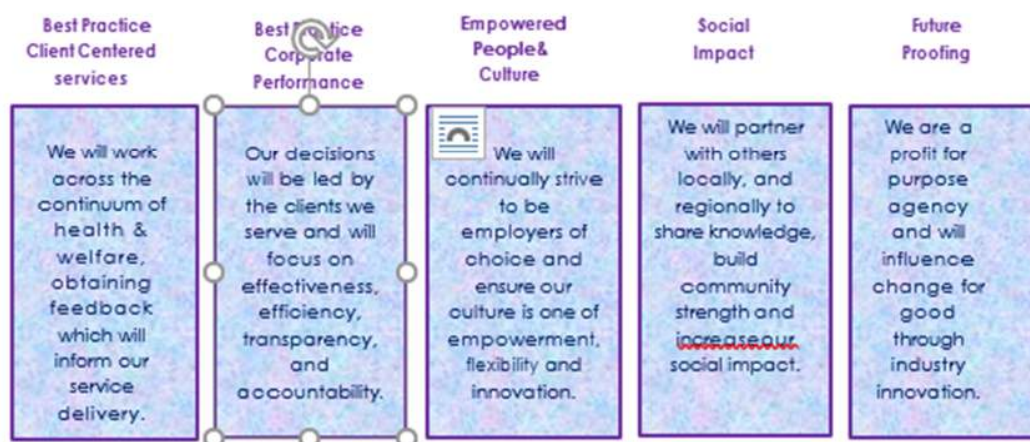 Best Practice
Client Centered
services
We will work
across the
continuum of
health &
welfare,
obtaining
feedback
which will
inform our
service
delivery.
Best Practice
Corporate
Performance
Our decisions
will be led by
the clients we
serve and will
focus on
effectiveness,
efficiency,
transparency,
and
accountability.
Empowered
People&
Culture
We will
continually strive
to be
employers of
choice and
ensure our
culture is one of
empowerment,
flexibility and
innovation.
Social
Impact
We will partner
with others
locally, and
regionally to
share knowledge,
build
community
strength and
increaseour
social impact.
Future
Proofing
We are a
profit for
purpose
agency
and will
influence
change for
good
through
industry
innovation.